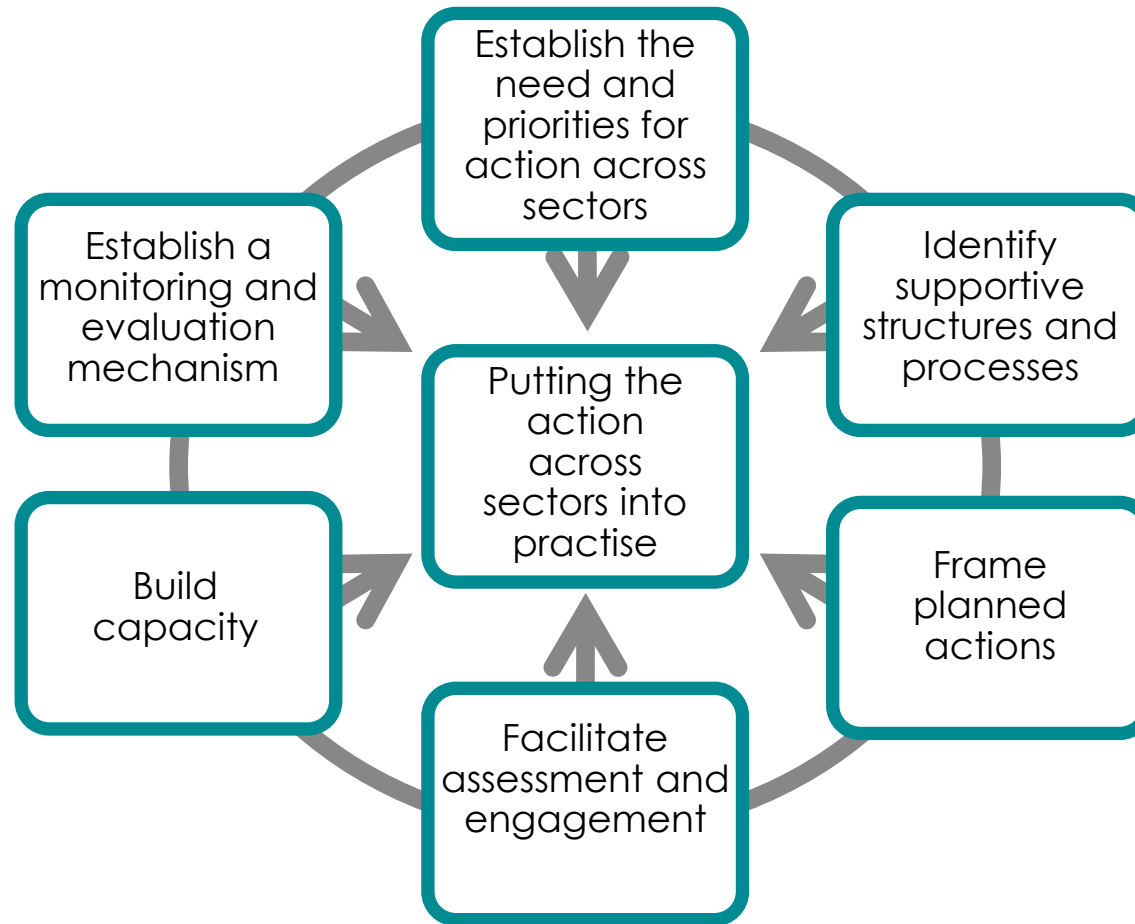 Establish the
need and
priorities for
action across
sectors
Identify
supportive
structures and
processes
Frame
planned
actions
Facilitate
assessment and
engagement
Build
capacity
Establish a
monitoring and
evaluation
mechanism
Putting the
action
across
sectors into
practise